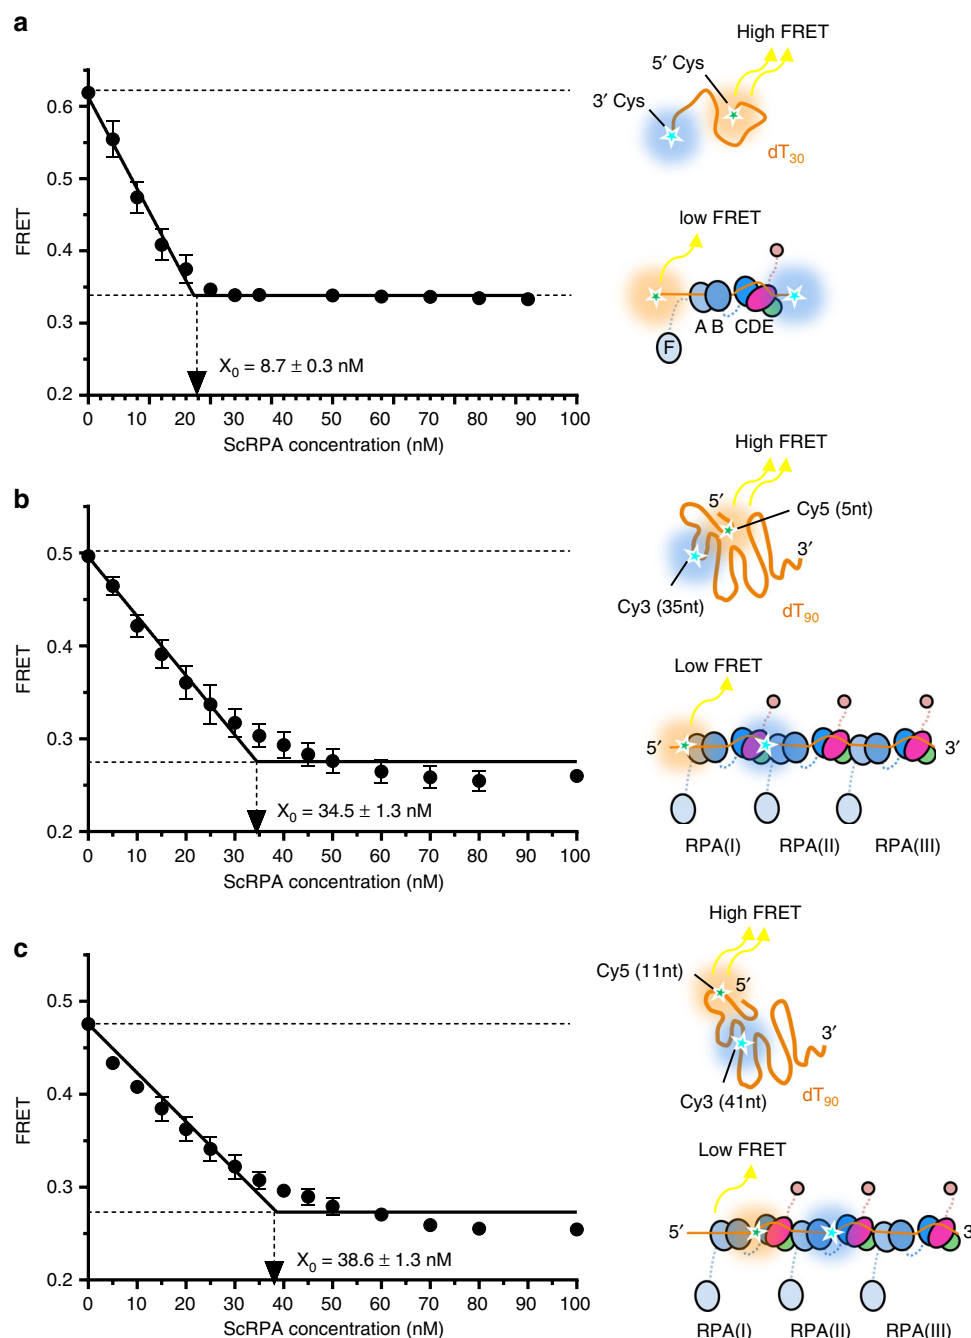 a
High FRET
5′ Cys
3′ Cys
dT30
low FRET
A B CDE
F
0.6
0.5
0.4
0.3
0.2
FRET
X0 = 8.7 ± 0.3 nM
0 10 20 30 40 50 60 70 80 90 100
ScRPA concentration (nM)
b
High FRET
5′
Cy5 (5nt)
3′
Cy3 (35nt)
dT90
Low FRET
5′
3′
RPA(I) RPA(II) RPA(III)
0.5
0.4
0.3
0.2
FRET
X0 = 34.5 ± 1.3 nM
0 10 20 30 40 50 60 70 80 90 100
ScRPA concentration (nM)
c
High FRET
Cy5 (11nt)
5′
3′
Cy3 (41nt)
dT90
Low FRET
5′
3′
RPA(I) RPA(II) RPA(III)
0.5
0.4
0.3
0.2
FRET
X0 = 38.6 ± 1.3 nM
0 10 20 30 40 50 60 70 80 90 100
ScRPA concentration (nM)